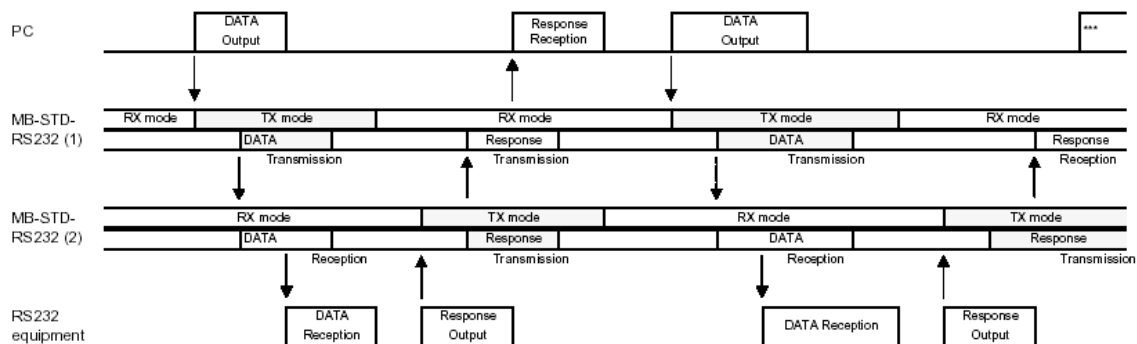 PC
DATA
Output
Response
Reception
DATA
Output
***
MB-STD-
RS232 (1)
RX mode
TX mode
RX mode
TX mode
RX mode
DATA
Response
DATA
Response
Transmission
Transmission
Transmission
Reception
MB-STD-
RS232 (2)
RX mode
TX mode
RX mode
TX mode
DATA
Response
DATA
Response
Reception
Transmission
Reception
Transmission
RS232
equipment
DATA
Reception
Response
Output
DATA Reception
Response
Output